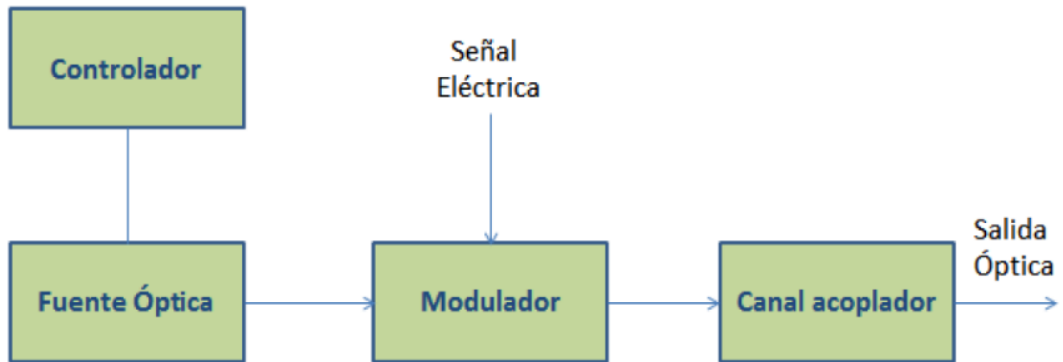 Controlador
Señal
Eléctrica
Salida
Óptica
Fuente Óptica
Modulador
Canal acoplador